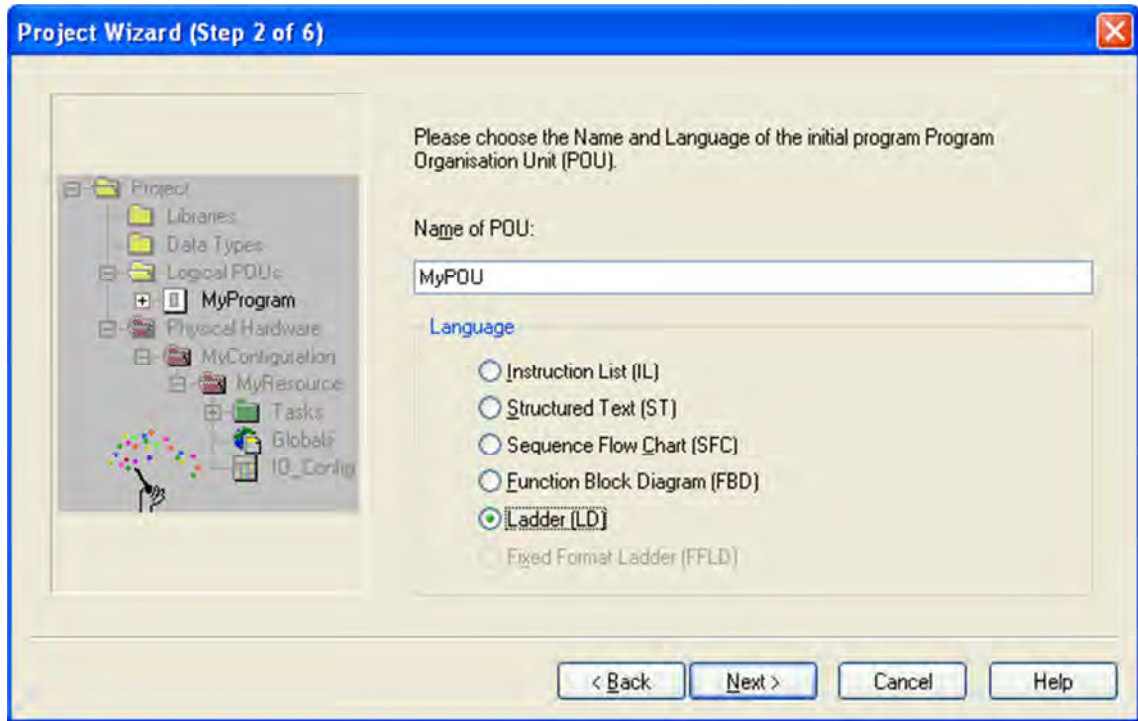 Project Wizard (Step 2 of 6)
Please choose the Name and Language of the initial program Program
Organisation Unit (POU).
Project
Libraries
Data Types
Logical POUs
MyProgram
Physical Hardware
MyConfiguration
MyResource
Tasks
Globals
IO_Config
Name of POU:
MyPOU
Language
Instruction List (IL)
Structured Text (ST)
Sequence Flow Chart (SFC)
Function Block Diagram (FBD)
Ladder (LD)
Fixed Format Ladder (FFLD)
< Back
Next >
Cancel
Help